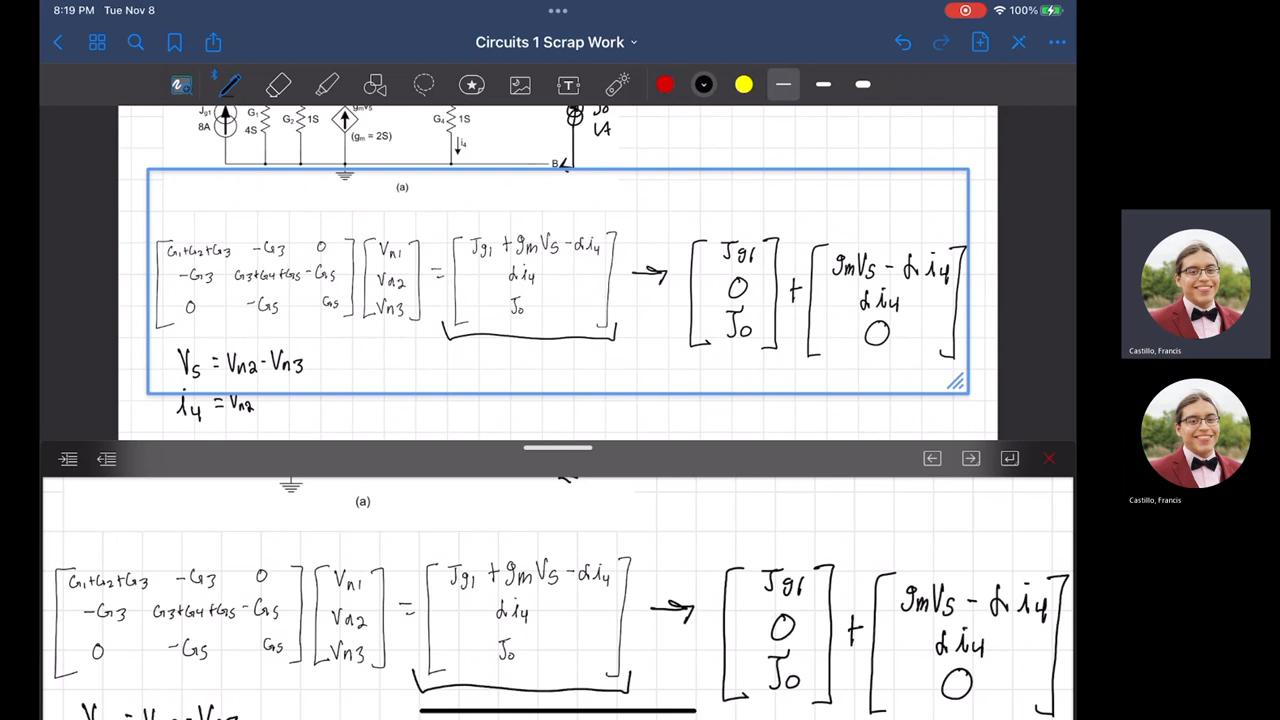 8:19 PM Tue Nov 8
100%
Circuits 1 Scrap Work
Jg1
8A
G1
4S
G2 1S
gmVs
(gm = 2S)
G4 1S
i4
J0
1A
B
(a)
G1+G2+G3 -G3 0
-G3 G3+G4+G5 -G5
0 -G5 G5
Vn1
Vn2
Vn3
=
Jg1 + gmVs - αi4
αi4
J0
→
Jg1
0
J0
+
gmVs - αi4
αi4
0
Vs = Vn2 - Vn3
i4 = Vn2
(a)
G1+G2+G3 -G3 0
-G3 G3+G4+G5 -G5
0 -G5 G5
Vn1
Vn2
Vn3
=
Jg1 + gmVs - αi4
αi4
J0
→
Jg1
0
J0
+
gmVs - αi4
αi4
0
Castillo, Francis
Castillo, Francis